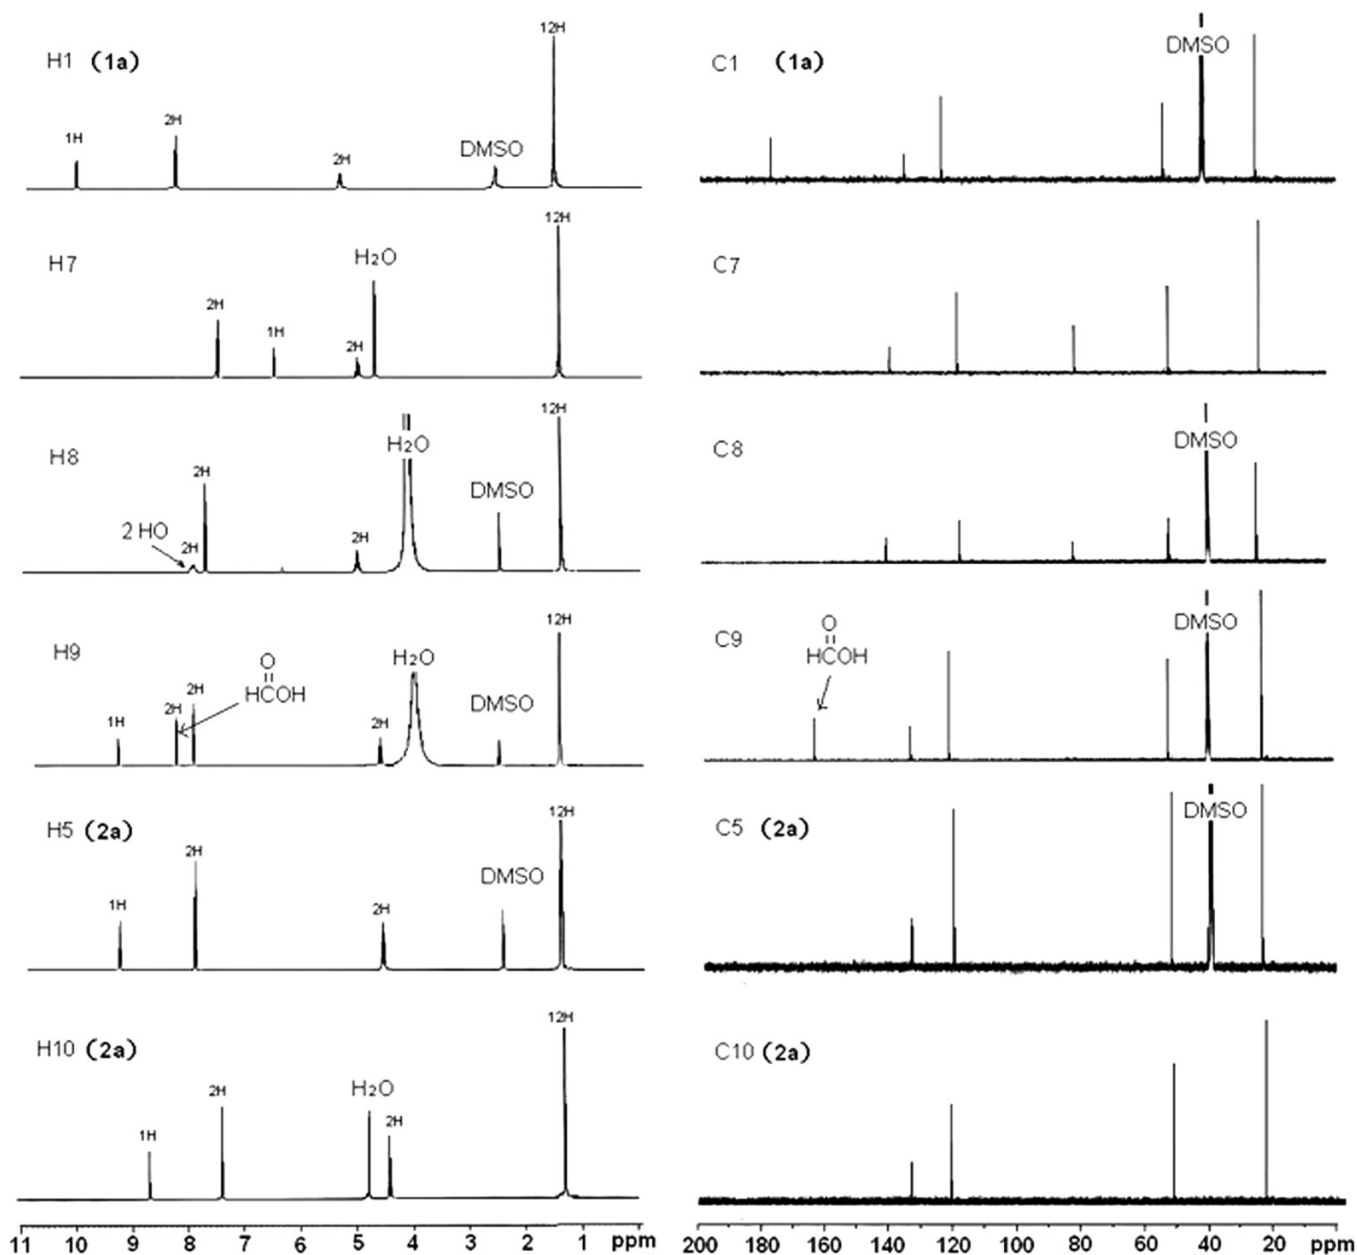 12H
H1 (1a)
1H
2H
2H
DMSO
DMSO
C1 (1a)
12H
H7
2H
1H
2H
H2O
C7
12H
H8
2 HO
2H
2H
2H
H2O
DMSO
C8
DMSO
12H
H9
1H
2H
O
HCOH
2H
2H
H2O
DMSO
C9
O
HCOH
DMSO
12H
H5 (2a)
1H
2H
2H
DMSO
C5 (2a)
DMSO
12H
H10 (2a)
1H
2H
H2O
2H
C10 (2a)
11 10 9 8 7 6 5 4 3 2 1 ppm
200 180 160 140 120 100 80 60 40 20 ppm